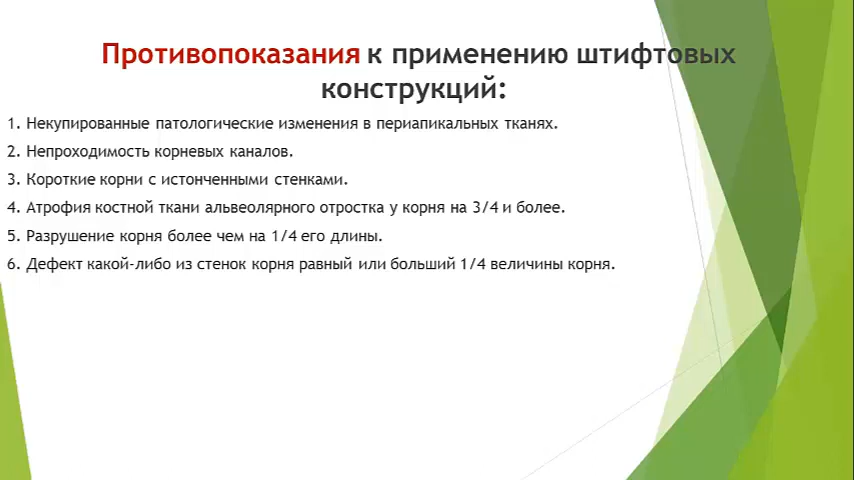 Противопоказания к применению штифтовых
конструкций:
1. Некупированные патологические изменения в периапикальных тканях.
2. Непроходимость корневых каналов.
3. Короткие корни с истонченными стенками.
4. Атрофия костной ткани альвеолярного отростка у корня на 3/4 и более.
5. Разрушение корня более чем на 1/4 его длины.
6. Дефект какой-либо из стенок корня равный или больший 1/4 величины корня.